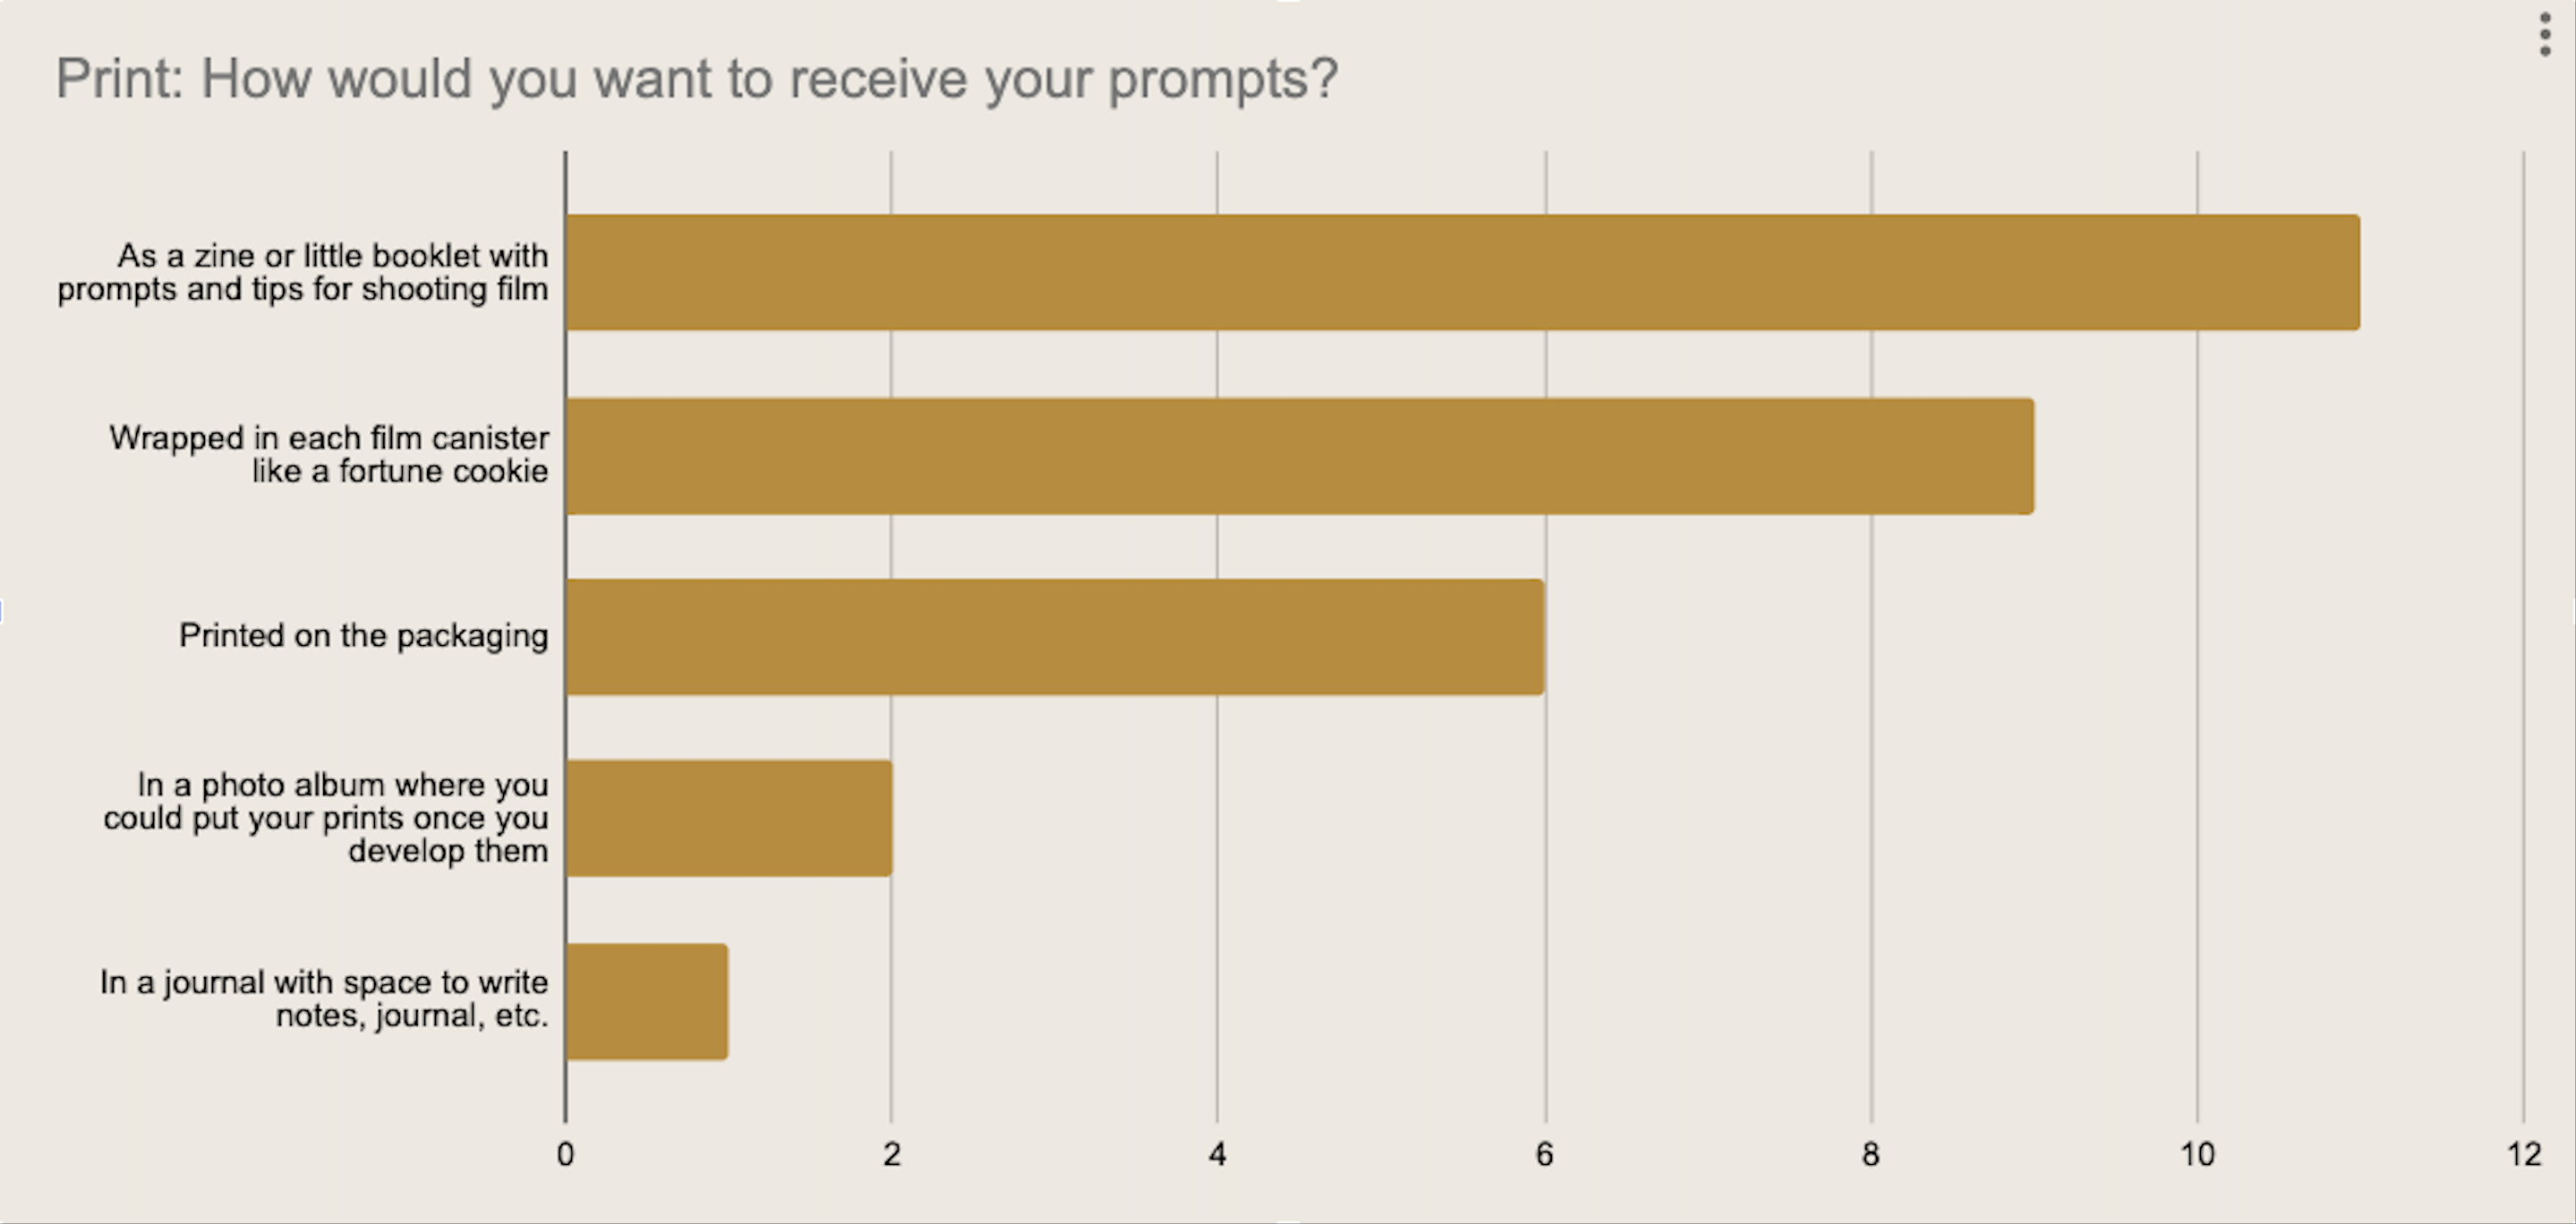 Print: How would you want to receive your prompts?
As a zine or little booklet with
prompts and tips for shooting film
Wrapped in each film canister
like a fortune cookie
Printed on the packaging
In a photo album where you
could put your prints once you
develop them
In a journal with space to write
notes, journal, etc.
0 2 4 6 8 10 12